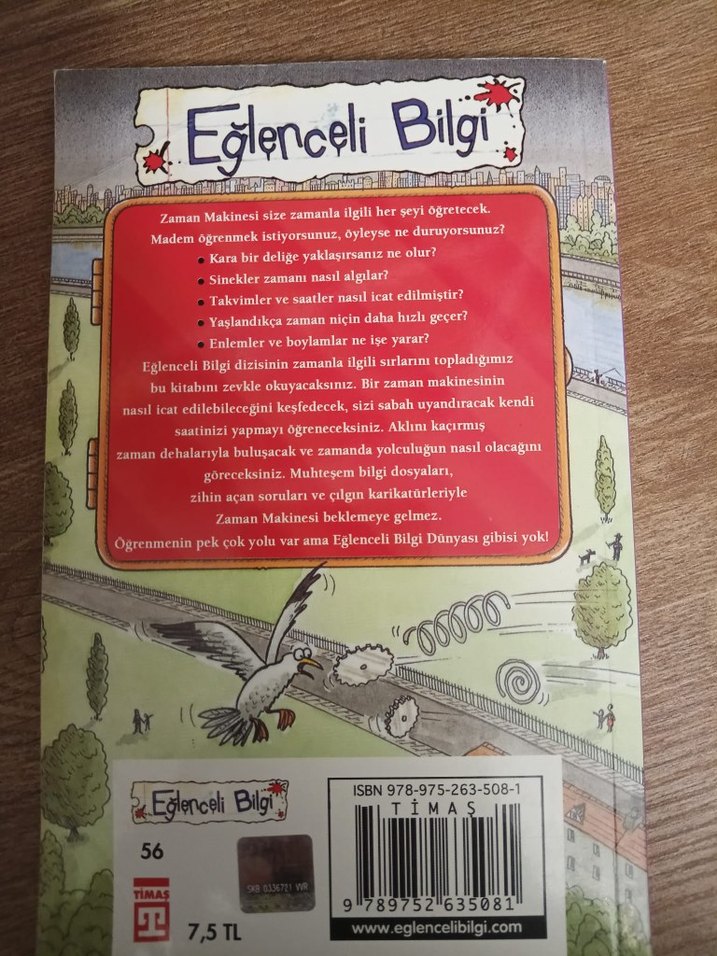 Eğlenceli Bilgi
Zaman Makinesi size zamanla ilgili her şeyi öğretecek.
Madem öğrenmek istiyorsunuz, öyleyse ne duruyorsunuz?
• Kara bir deliğe yaklaşırsanız ne olur?
• Sinekler zamanı nasıl algılar?
• Takvimler ve saatler nasıl icat edilmiştir?
• Yaşlandıkça zaman niçin daha hızlı geçer?
• Enlemler ve boylamlar ne işe yarar?
Eğlenceli Bilgi dizisinin zamanla ilgili sırlarını topladığımız
bu kitabını zevkle okuyacaksınız. Bir zaman makinesinin
nasıl icat edilebileceğini keşfedecek, sizi sabah uyandıracak kendi
saatinizi yapmayı öğreneceksiniz. Aklını kaçırmış
zaman dehalarıyla buluşacak ve zamanda yolculuğun nasıl olacağını
göreceksiniz. Muhteşem bilgi dosyaları,
zihin açan soruları ve çılgın karikatürleriyle
Zaman Makinesi beklemeye gelmez.
Öğrenmenin pek çok yolu var ama Eğlenceli Bilgi Dünyası gibisi yok!
Eğlenceli Bilgi
56
TİMAŞ
7,5 TL
SKB 0336721 VVR
ISBN 978-975-263-508-1
TİMAŞ
9 789752 635081
www.eglencelibilgi.com